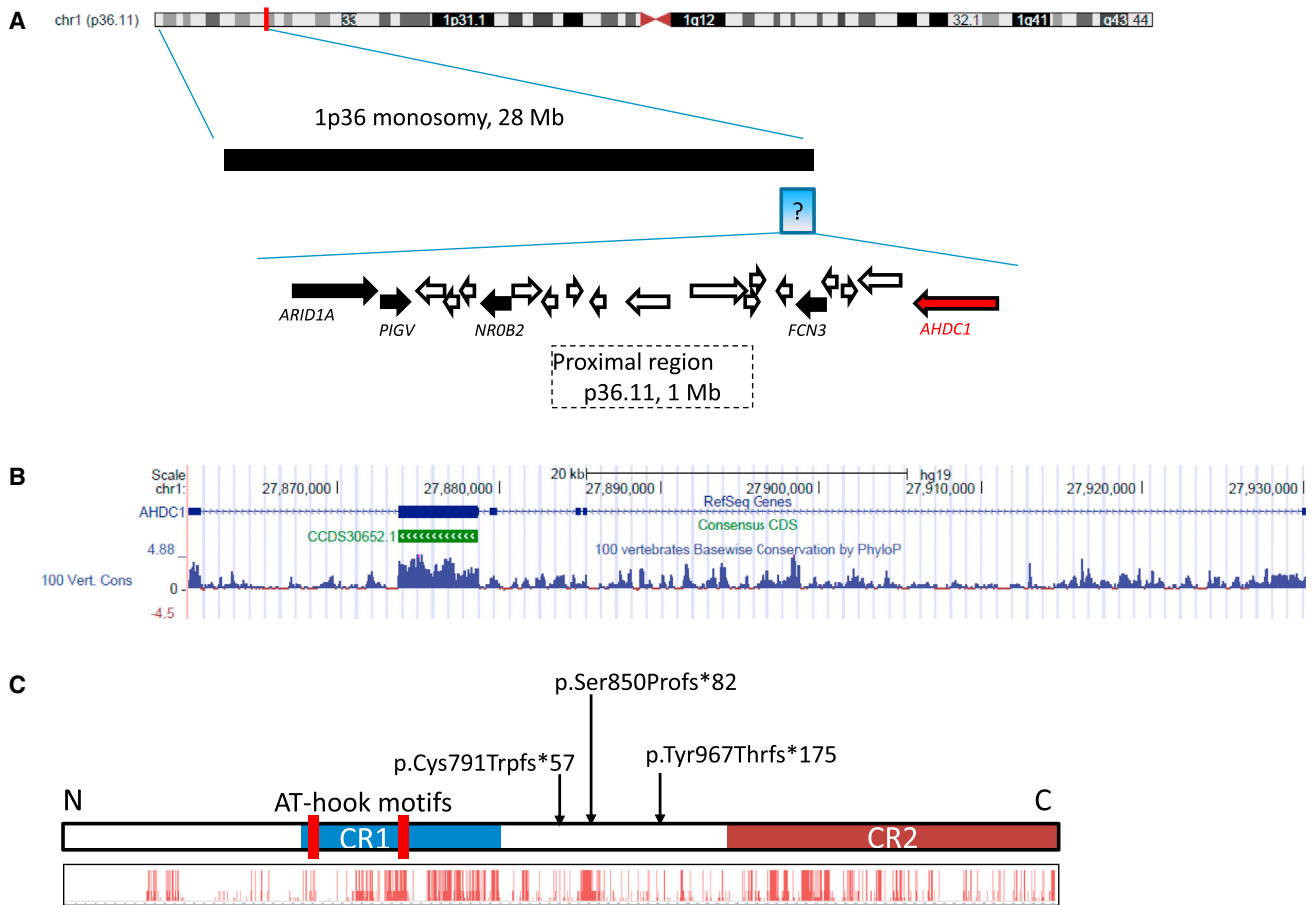 A
chr1 (p36.11)
33
1p31.1
1q12
32.1
1q41
q43
44
1p36 monosomy, 28 Mb
?
ARID1A
PIGV
NR0B2
FCN3
AHDC1
Proximal region
p36.11, 1 Mb
B
Scale
20 kb
hg19
chr1:
27,870,000
27,880,000
27,890,000
27,900,000
27,910,000
27,920,000
27,930,000
RefSeq Genes
AHDC1
Consensus CDS
CCDS30652.1
4.88
100 vertebrates Basewise Conservation by PhyloP
100 Vert. Cons
0
-4.5
C
p.Ser850Profs*82
p.Cys791Trpfs*57
p.Tyr967Thrfs*175
N
AT-hook motifs
C
CR1
CR2